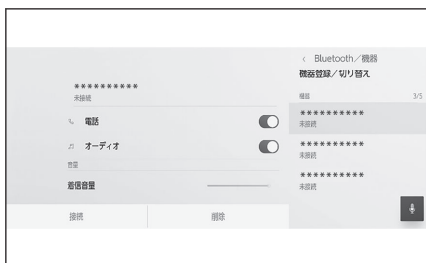 **********
未接続
電話
オーディオ
音量
着信音量
接続
削除
< Bluetooth／機器
機器登録／切り替え
機器 3/5
**********
未接続
**********
未接続
**********
未接続